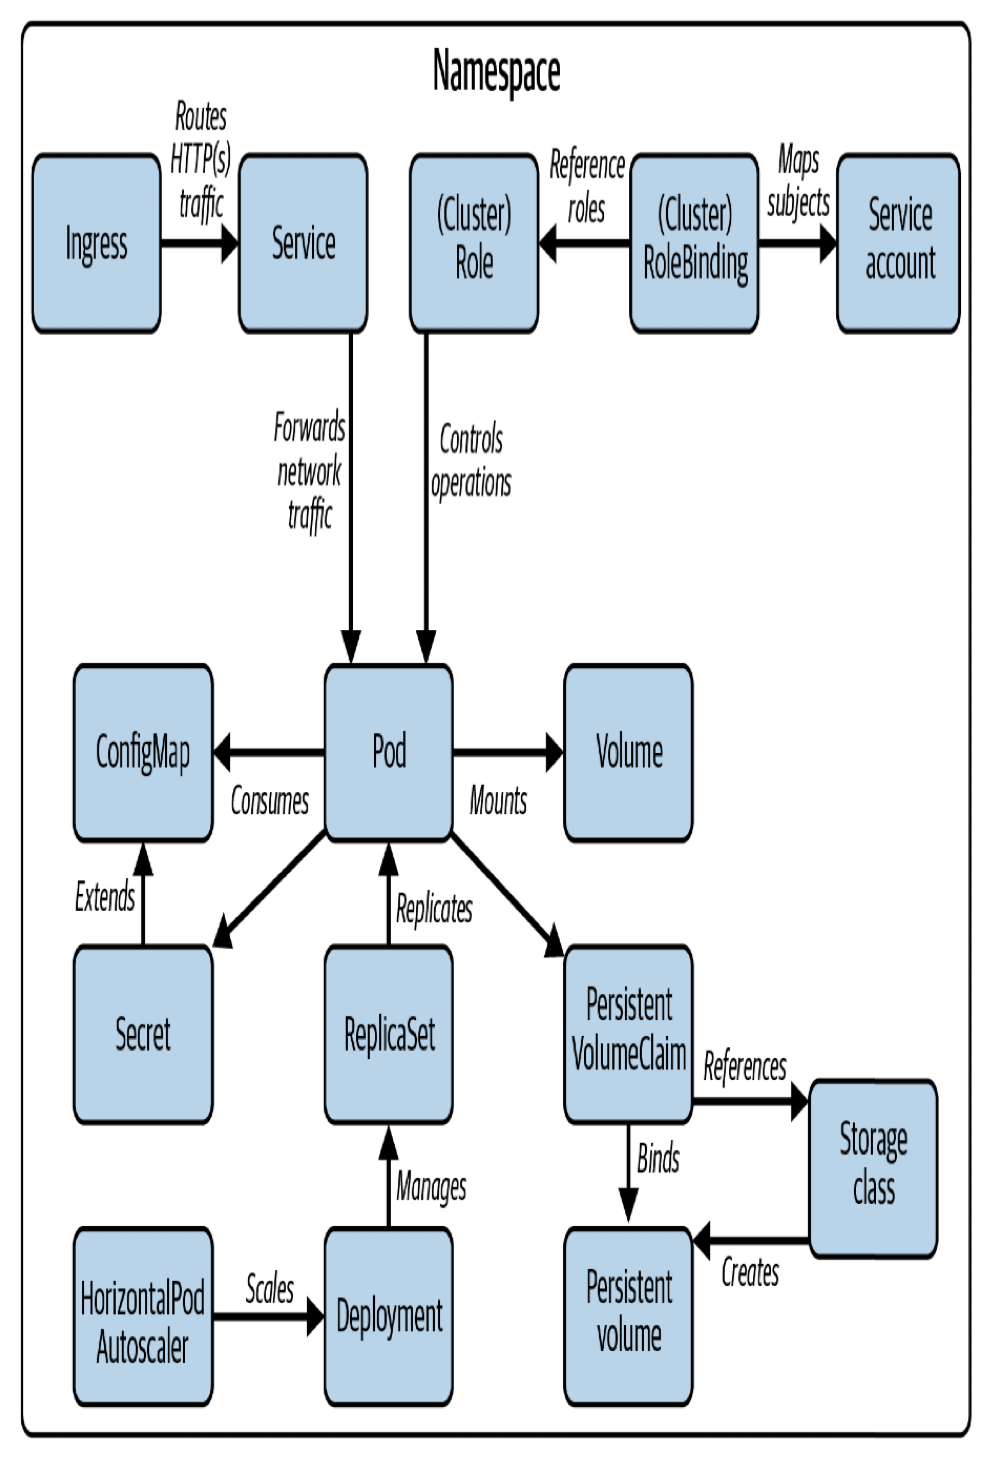 Namespace
Routes
HTTP(s)
traffic
Ingress
Service
(Cluster)
Role
Reference
roles
(Cluster)
RoleBinding
Maps
subjects
Service
account
Forwards
network
traffic
Controls
operations
ConfigMap
Consumes
Pod
Mounts
Volume
Extends
Replicates
Secret
ReplicaSet
Persistent
VolumeClaim
References
Storage
class
Manages
Binds
Creates
HorizontalPod
Autoscaler
Scales
Deployment
Persistent
volume